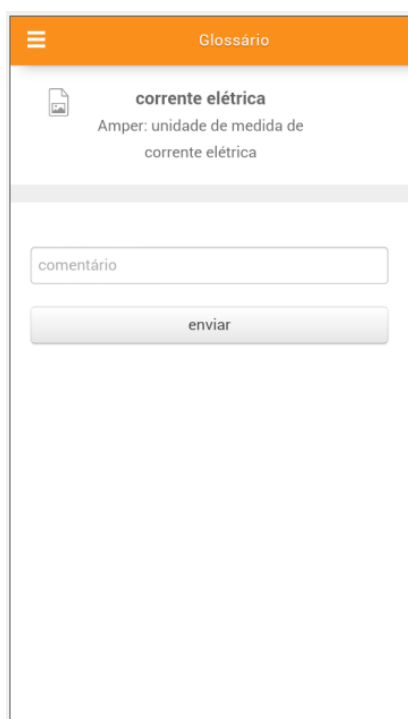 Glossário
corrente elétrica
Amper: unidade de medida de
corrente elétrica
comentário
enviar